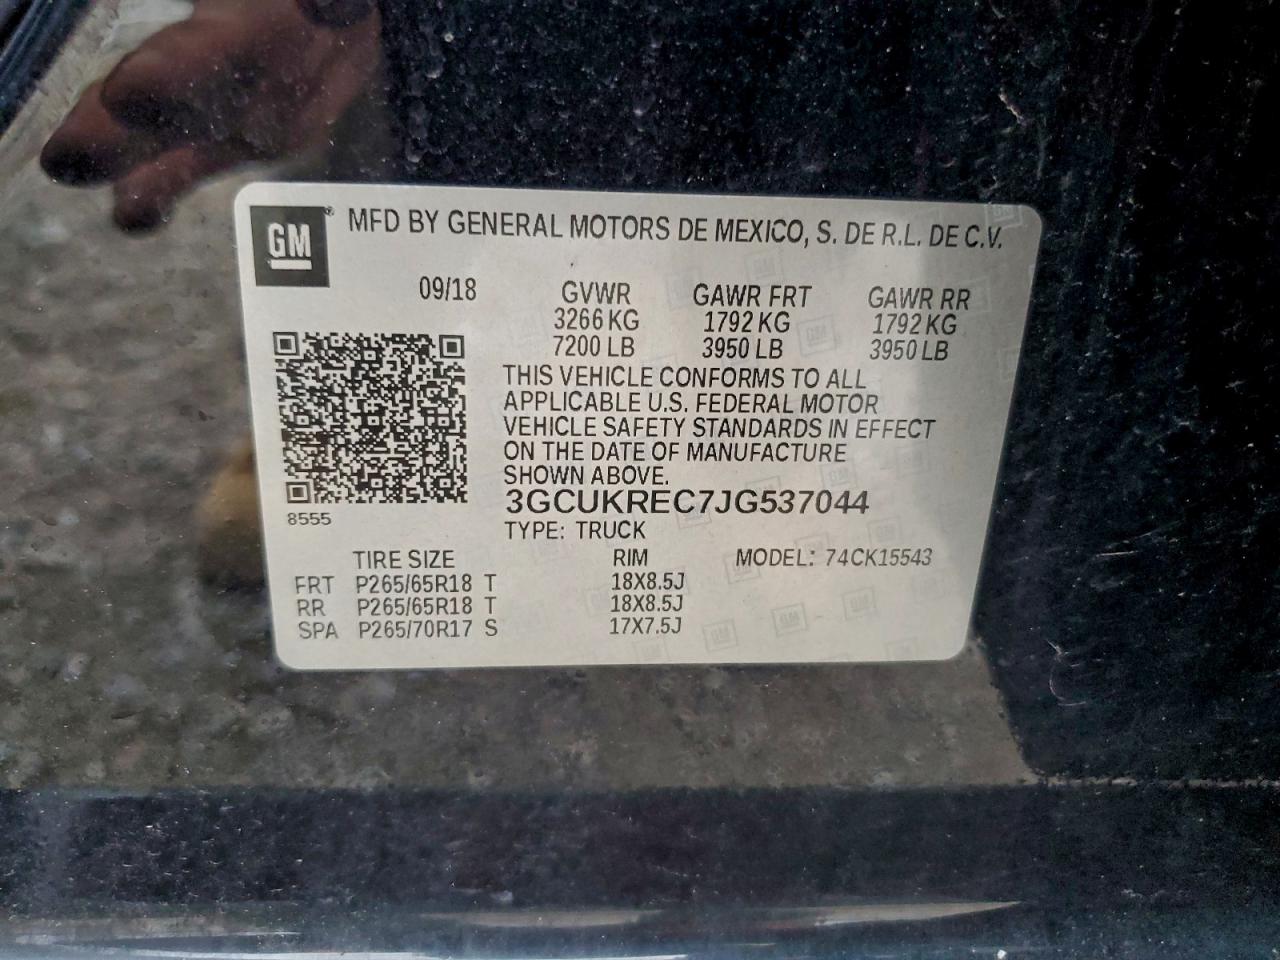 GM® MFD BY GENERAL MOTORS DE MEXICO, S. DE R.L. DE C.V.
09/18 GVWR GAWR FRT GAWR RR
3266 KG 1792 KG 1792 KG
7200 LB 3950 LB 3950 LB
THIS VEHICLE CONFORMS TO ALL
APPLICABLE U.S. FEDERAL MOTOR
VEHICLE SAFETY STANDARDS IN EFFECT
ON THE DATE OF MANUFACTURE
SHOWN ABOVE.
3GCUKREC7JG537044
8555
TYPE: TRUCK
TIRE SIZE RIM MODEL: 74CK15543
FRT P265/65R18 T 18X8.5J
RR P265/65R18 T 18X8.5J
SPA P265/70R17 S 17X7.5J